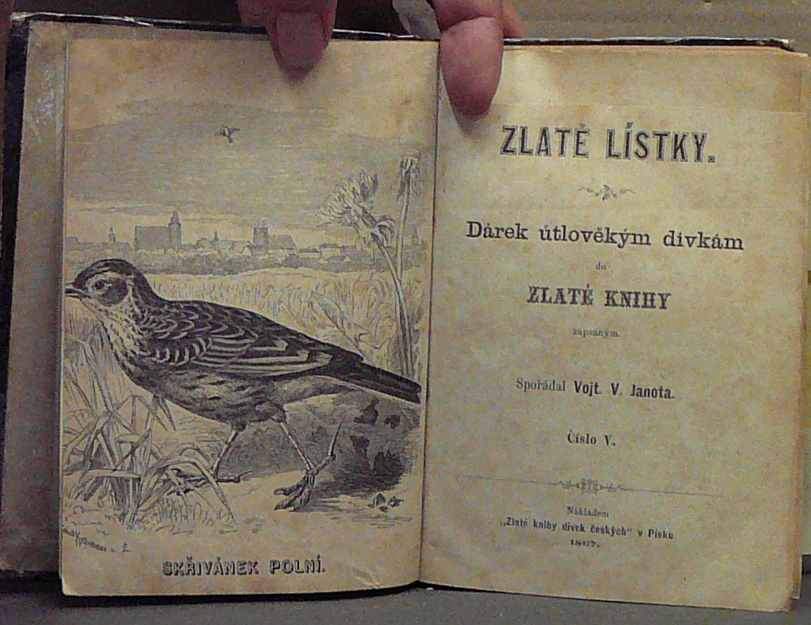 SKŘIVÁNEK POLNÍ.
ZLATÉ LÍSTKY.
Dárek útlověkým dívkám
do
ZLATÉ KNIHY
zapsaným.
Spořádal Vojt. V. Janota.
Číslo V.
Nákladem
„Zlaté knihy dívek českých“ v Písku